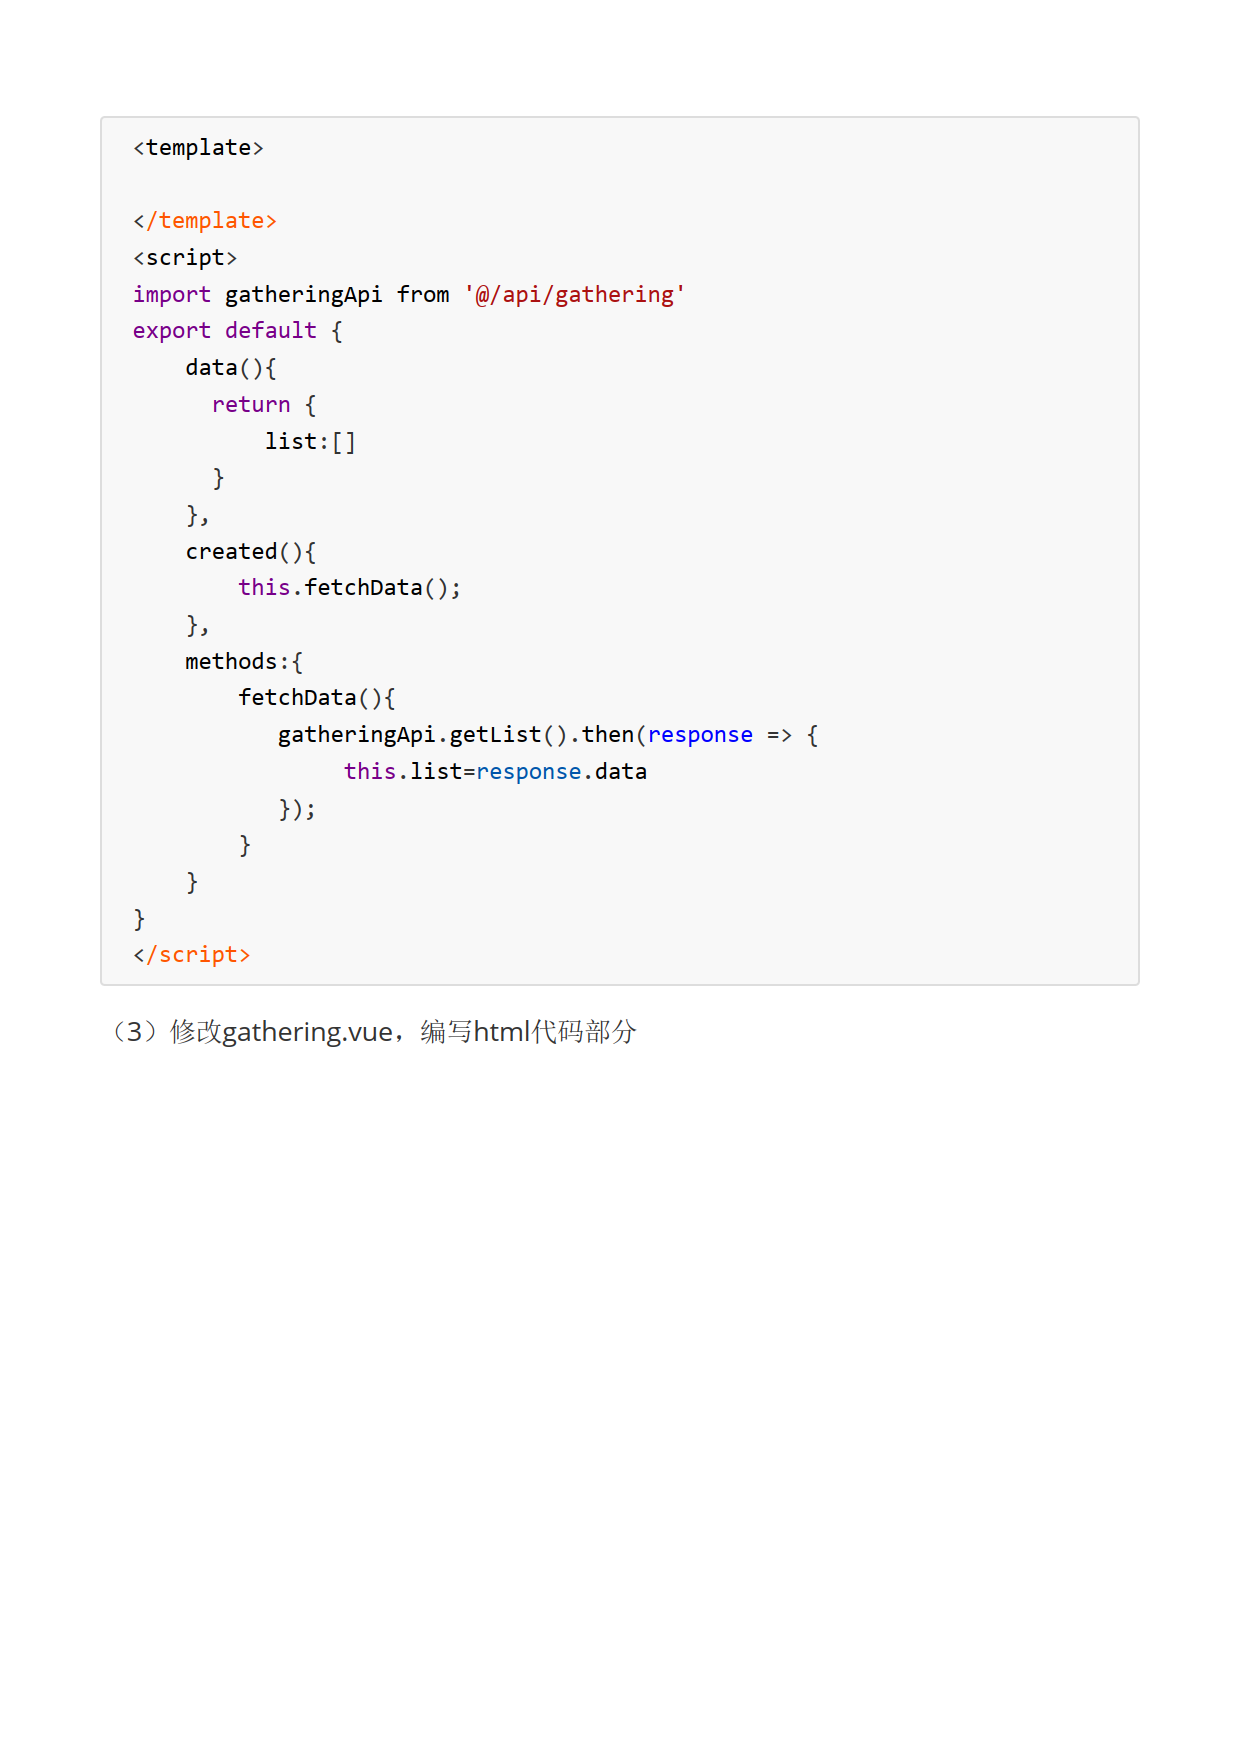 <template>

</template>
<script>
import gatheringApi from '@/api/gathering'
export default {
    data(){
      return {
          list:[]
      }
    },
    created(){
        this.fetchData();
    },
    methods:{
        fetchData(){
           gatheringApi.getList().then(response => {
                this.list=response.data
           });
        }
    }
}
</script>
（3）修改gathering.vue，编写html代码部分